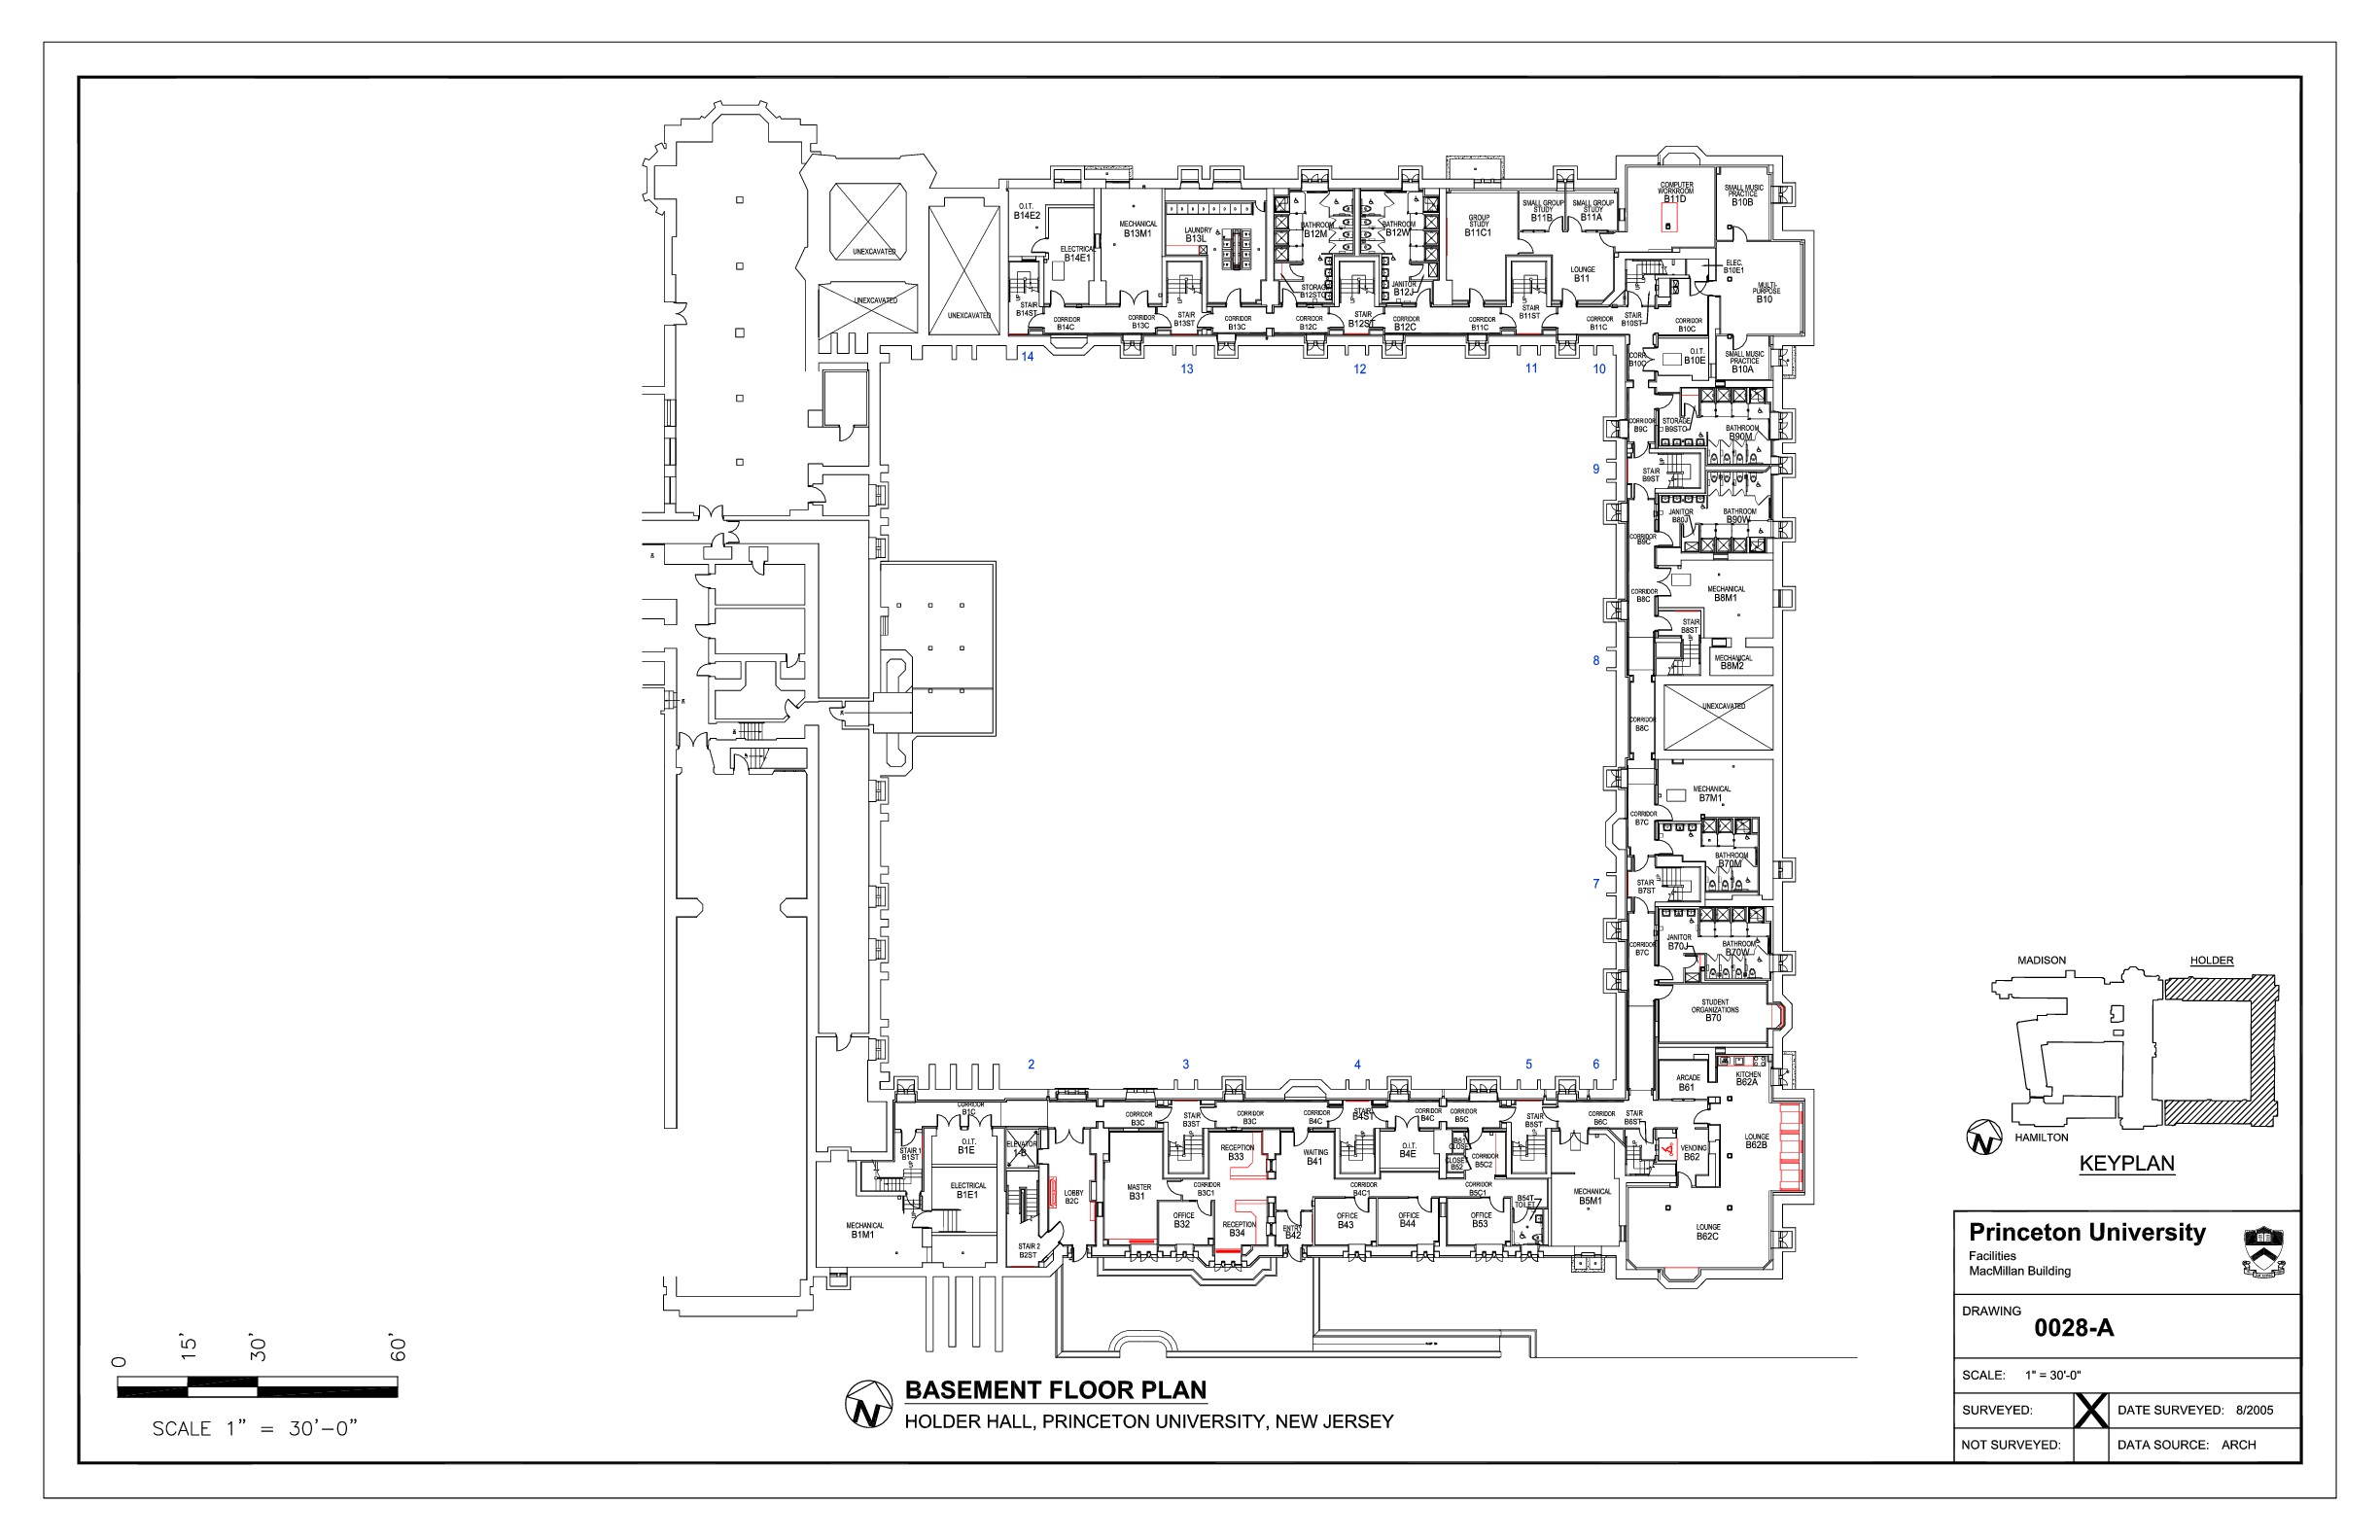 O.I.T.
B14E2
ELECTRICAL
B14E1
MECHANICAL
B13M1
LAUNDRY
B13L
BATHROOM
B12M
BATHROOM
B12W
STORAGE
B12STO
JANITOR
B12J
GROUP
STUDY
B11C1
SMALL GROUP
STUDY
B11B
SMALL GROUP
STUDY
B11A
COMPUTER
WORKROOM
B11D
SMALL MUSIC
PRACTICE
B10B
LOUNGE
B11
ELEC.
B10E1
MULTI-
PURPOSE
B10
UNEXCAVATED
UNEXCAVATED
UNEXCAVATED
STAIR
B14ST
CORRIDOR
B14C
CORRIDOR
B13C
STAIR
B13ST
CORRIDOR
B13C
CORRIDOR
B12C
STAIR
B12ST
CORRIDOR
B12C
CORRIDOR
B11C
STAIR
B11ST
CORRIDOR
B11C
STAIR
B10ST
CORRIDOR
B10C
14
13
12
11
10
CORR.
B10C
O.I.T.
B10E
SMALL MUSIC
PRACTICE
B10A
CORRIDOR
B9C
STORAGE
B9STO
BATHROOM
B90M
9
STAIR
B9ST
JANITOR
B80J
BATHROOM
B90W
CORRIDOR
B9C
MECHANICAL
B8M1
CORRIDOR
B8C
STAIR
B8ST
8
MECHANICAL
B8M2
UNEXCAVATED
CORRIDOR
B8C
MECHANICAL
B7M1
CORRIDOR
B7C
BATHROOM
B70M
7
STAIR
B7ST
JANITOR
B70J
BATHROOM
B70W
CORRIDOR
B7C
STUDENT
ORGANIZATIONS
B70
2
3
4
5
6
ARCADE
B61
KITCHEN
B62A
CORRIDOR
B1C
CORRIDOR
B3C
STAIR
B3ST
CORRIDOR
B3C
CORRIDOR
B4C
STAIR
B4ST
CORRIDOR
B4C
CORRIDOR
B5C
STAIR
B5ST
CORRIDOR
B6C
STAIR
B6ST
STAIR 1
B1ST
O.I.T.
B1E
ELEVATOR
1-B
RECEPTION
B33
WAITING
B41
O.I.T.
B4E
B51
CLOSET
CLOSET
B52
CORRIDOR
B5C2
VENDING
B62
LOUNGE
B62B
ELECTRICAL
B1E1
LOBBY
B2C
MASTER
B31
CORRIDOR
B3C1
CORRIDOR
B4C1
CORRIDOR
B5C1
B54T
TOILET
MECHANICAL
B5M1
MECHANICAL
B1M1
STAIR 2
B2ST
OFFICE
B32
RECEPTION
B34
ENTRY
B42
OFFICE
B43
OFFICE
B44
OFFICE
B53
LOUNGE
B62C
MADISON
HOLDER
HAMILTON
N
KEYPLAN
Princeton University
Facilities
MacMillan Building
DRAWING
0028-A
SCALE: 1" = 30'-0"
SURVEYED: X DATE SURVEYED: 8/2005
NOT SURVEYED: DATA SOURCE: ARCH
0 15' 30' 60'
SCALE 1" = 30'-0"
N
BASEMENT FLOOR PLAN
HOLDER HALL, PRINCETON UNIVERSITY, NEW JERSEY